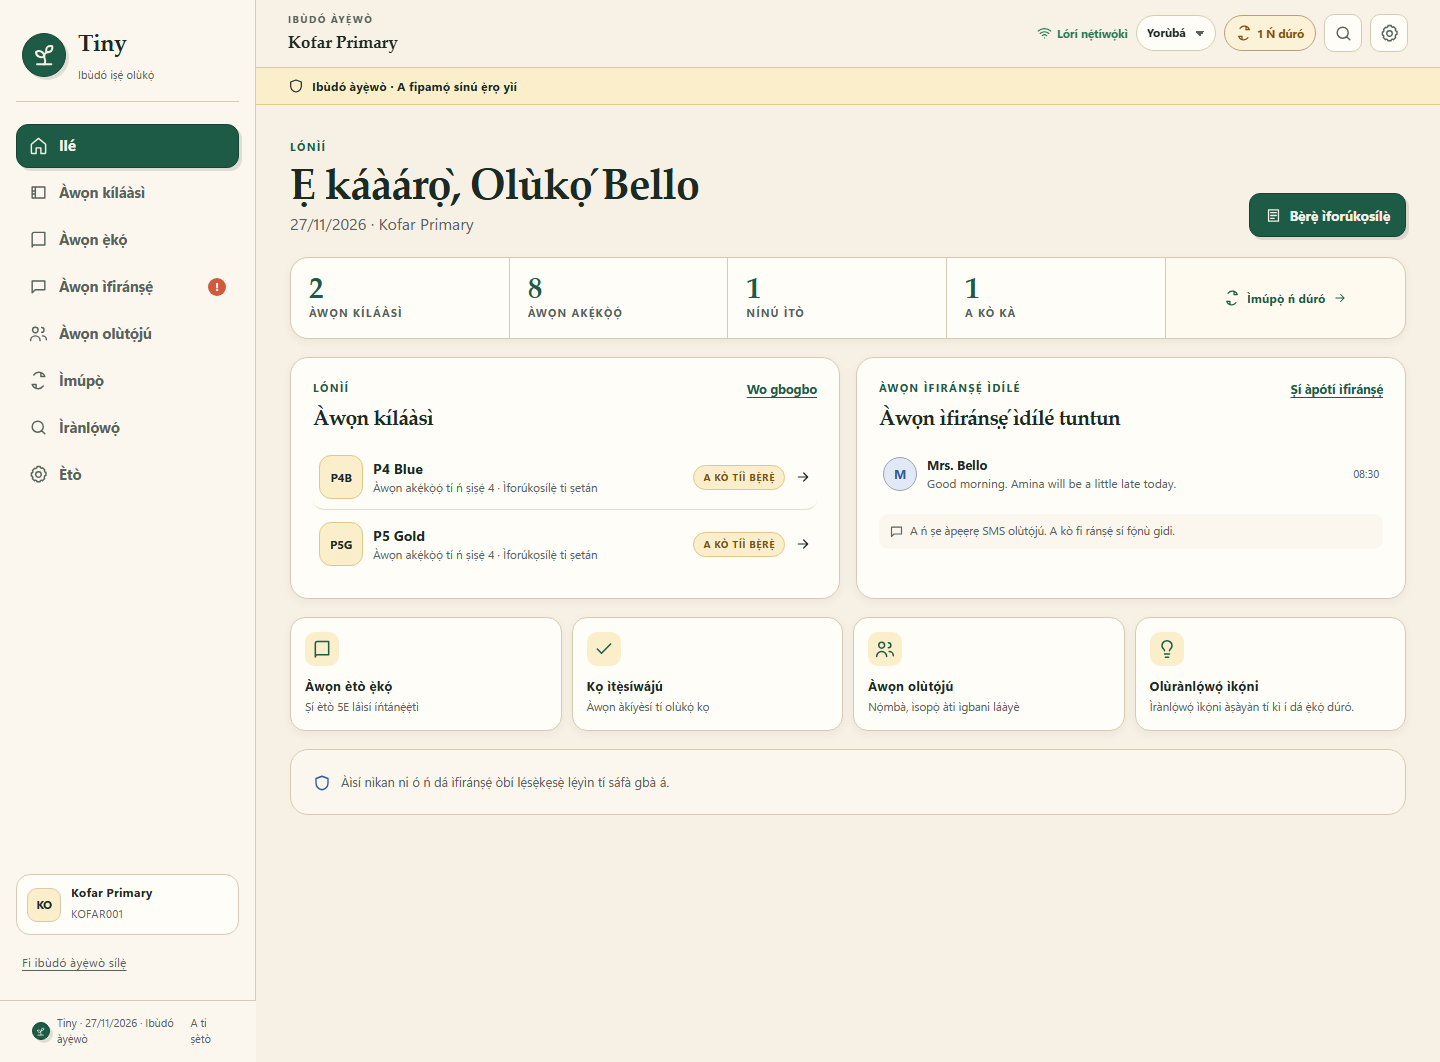 Tiny
Ibùdó iṣẹ́ olùkọ́
Ilé
Àwọn kíláàsì
Àwọn ẹ̀kọ́
Àwọn ìfiránṣẹ́
!
Àwọn olùtọ́jú
Ìmúpọ̀
Ìrànlọ́wọ́
Ètò
KO
Kofar Primary
KOFAR001
Fi ibùdó àyẹ̀wò sílẹ̀
Tiny · 27/11/2026 · Ibùdó àyẹ̀wò
A ti ṣètò
IBÙDÓ ÀYẸ̀WÒ
Kofar Primary
Lórí nẹ́tíwọ́kì
Yorùbá
1 Ń dúró
Ibùdó àyẹ̀wò · A fipamọ́ sínú ẹ̀rọ yìí
LÓNÌÍ
Ẹ káàárọ̀, Olùkọ́ Bello
27/11/2026 · Kofar Primary
Bẹ̀rẹ̀ ìforúkọsílẹ̀
2
ÀWỌN KÍLÁÀSÌ
8
ÀWỌN AKẸ́KỌ̀Ọ́
1
NÍNÚ ÌTÒ
1
A KÒ KÀ
Ìmúpọ̀ ń dúró
LÓNÌÍ
Wo gbogbo
Àwọn kíláàsì
P4B
P4 Blue
Àwọn akẹ́kọ̀ọ́ tí ń ṣiṣẹ́ 4 · Ìforúkọsílẹ̀ ti ṣetán
A KÒ TÍÌ BẸ̀RẸ̀
P5G
P5 Gold
Àwọn akẹ́kọ̀ọ́ tí ń ṣiṣẹ́ 4 · Ìforúkọsílẹ̀ ti ṣetán
A KÒ TÍÌ BẸ̀RẸ̀
ÀWỌN ÌFIRÁNṢẸ́ ÌDÍLÉ
Ṣí àpótí ìfiránṣẹ́
Àwọn ìfiránṣẹ́ ìdílé tuntun
M
Mrs. Bello
Good morning. Amina will be a little late today.
08:30
A ń ṣe àpẹẹrẹ SMS olùtọ́jú. A kò fi ránṣẹ́ sí fọ́nù gidi.
Àwọn ètò ẹ̀kọ́
Ṣí ètò 5E láìsí íńtánẹ́ẹ̀tì
Kọ ìtẹ̀síwájú
Àwọn àkíyèsí tí olùkọ́ kọ
Àwọn olùtọ́jú
Nọ́mbà, ìsopọ̀ àti ìgbani láàyè
Olùrànlọ́wọ́ ìkọ́ni
Ìrànlọ́wọ́ ìkọ́ni àṣàyàn tí kì í dá ẹ̀kọ́ dúró.
Àìsí nìkan ni ó ń dá ìfiránṣẹ́ òbí lẹ́sẹ̀kẹsẹ̀ lẹ́yìn tí sáfà gbà á.